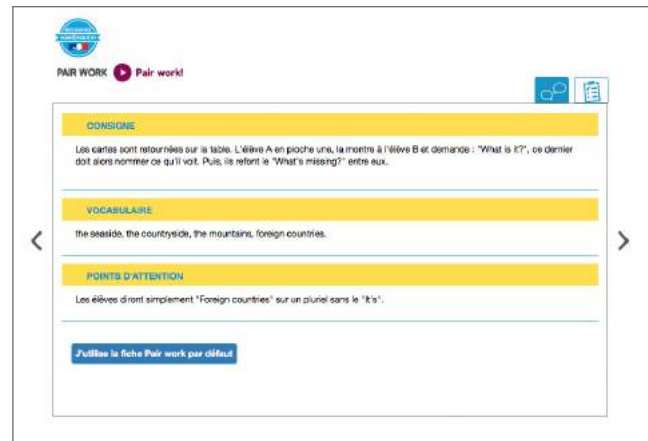 PAIR WORK Pair work!
CONSIGNE
Les cartes sont retournées sur la table. L'élève A en pioche une, la montre à l'élève B et demande : "What is it?", ce dernier
doit alors nommer ce qu'il voit. Puis, ils refont le "What's missing?" entre eux.
VOCABULAIRE
the seaside, the countryside, the mountains, foreign countries.
POINTS D'ATTENTION
Les élèves diront simplement "Foreign countries" sur un pluriel sans le "It's".
J'utilise la fiche Pair work par défaut